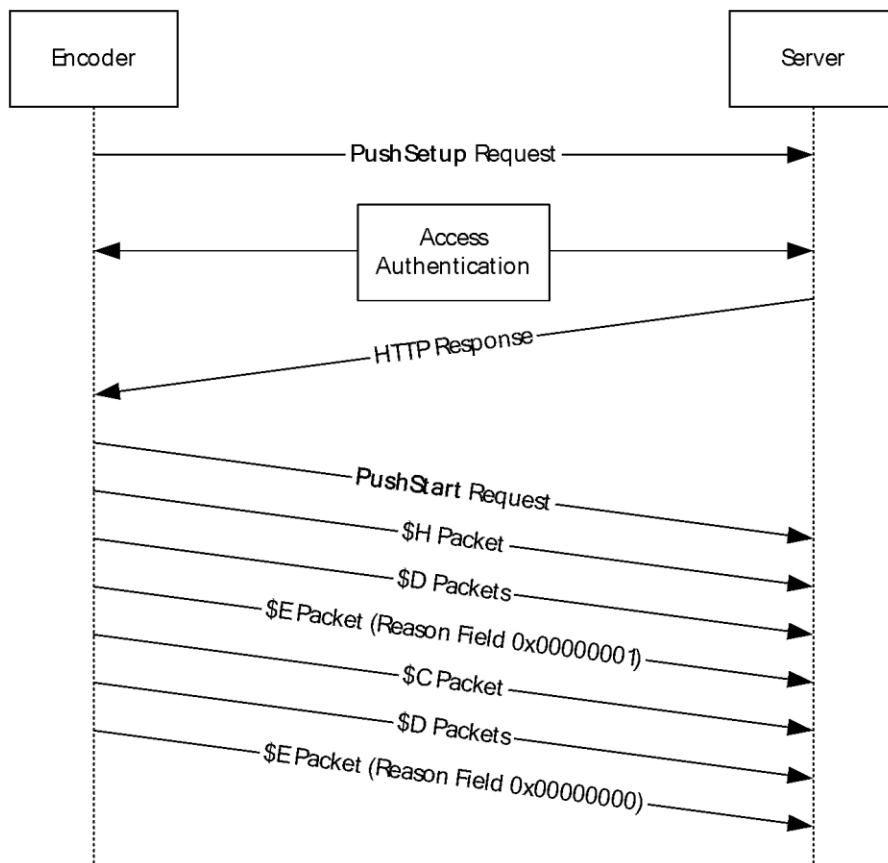 Encoder
Server
PushSetup Request
Access
Authentication
HTTP Response
PushStart Request
$H Packet
$D Packets
$E Packet (Reason Field 0x00000001)
$C Packet
$D Packets
$E Packet (Reason Field 0x00000000)